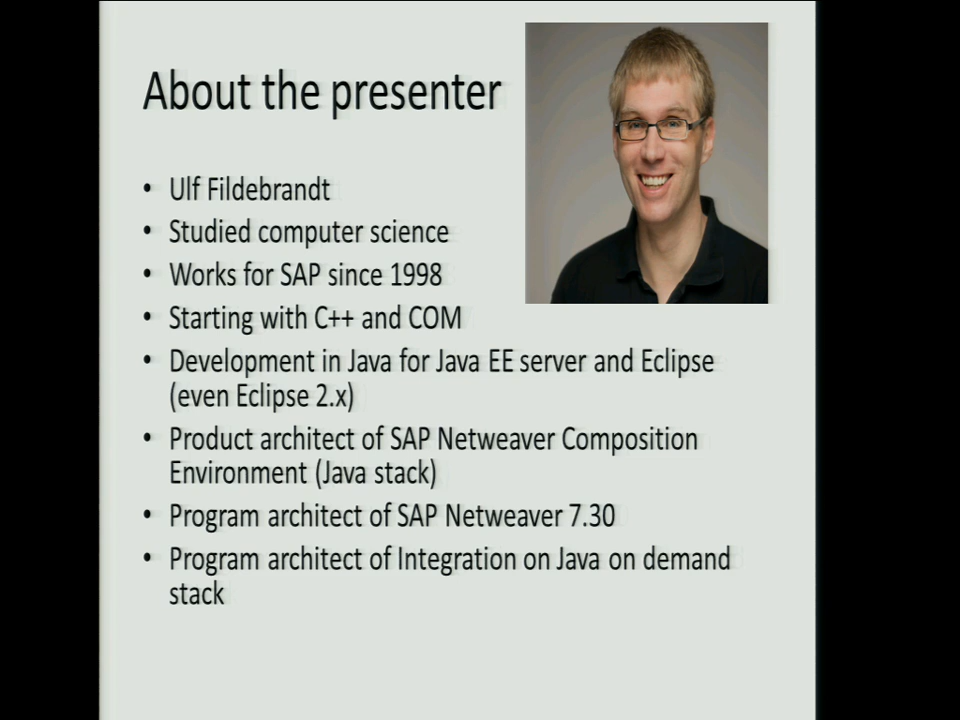 About the presenter
• Ulf Fildebrandt
• Studied computer science
• Works for SAP since 1998
• Starting with C++ and COM
• Development in Java for Java EE server and Eclipse
(even Eclipse 2.x)
• Product architect of SAP Netweaver Composition
Environment (Java stack)
• Program architect of SAP Netweaver 7.30
• Program architect of Integration on Java on demand
stack